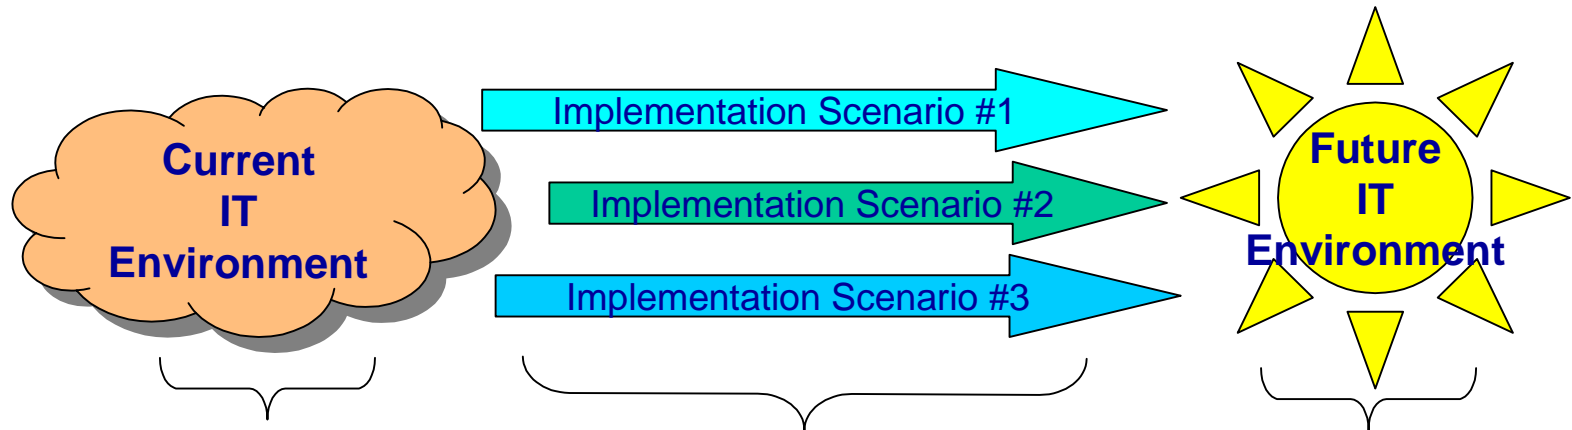 Current
IT
Environment
Implementation Scenario #1
Implementation Scenario #2
Implementation Scenario #3
Future
IT
Environment